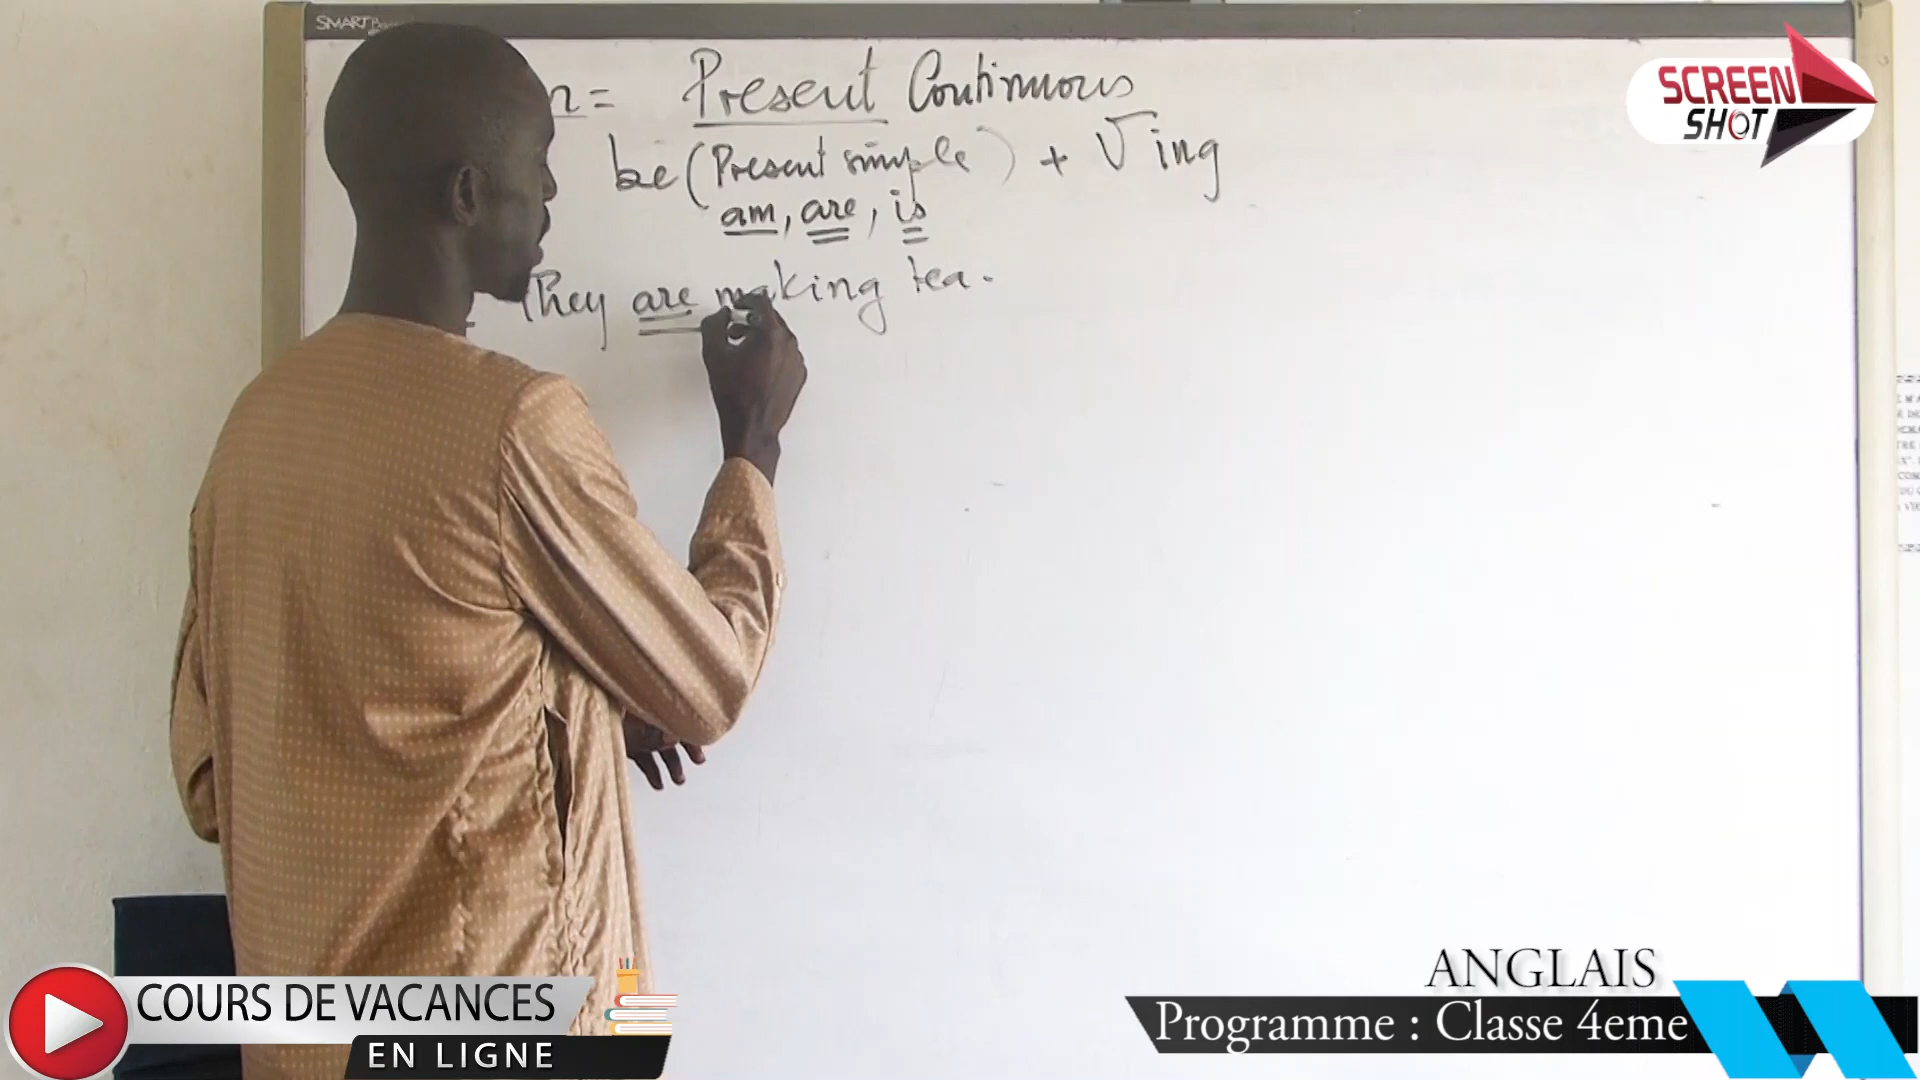 SMART
= Present Continuous
be (Present simple) + V ing
am, are, is
They are making tea.
SCREEN
SHOT
COURS DE VACANCES
EN LIGNE
ANGLAIS
Programme : Classe 4eme